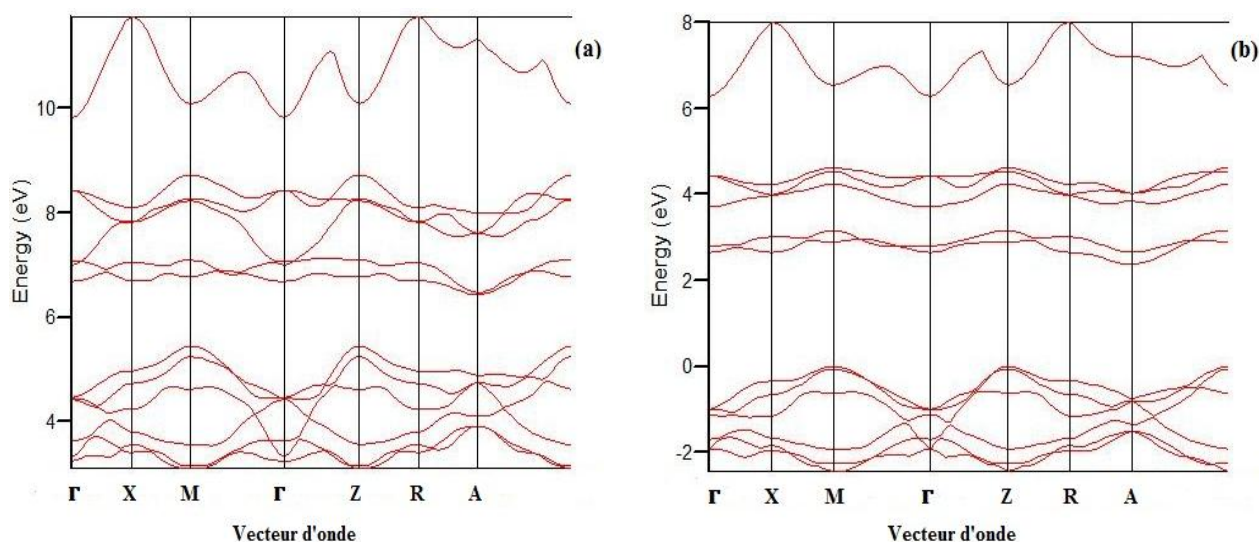 (a)
Energy (eV)
10
8
6
4
Γ X M Γ Z R A
Vecteur d'onde
(b)
Energy (eV)
8
6
4
2
0
-2
Γ X M Γ Z R A
Vecteur d'onde